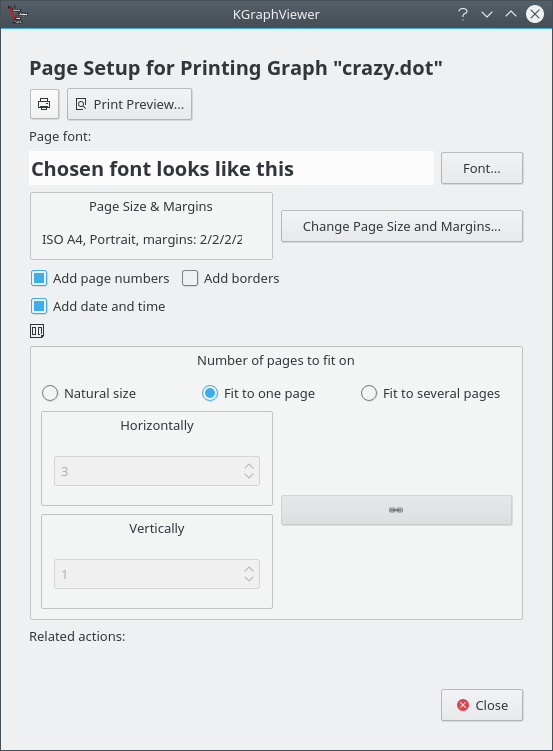 KGraphViewer
Page Setup for Printing Graph "crazy.dot"
Print Preview...
Page font:
Chosen font looks like this
Font...
Page Size & Margins
ISO A4, Portrait, margins: 2/2/2/2
Change Page Size and Margins...
Add page numbers
Add borders
Add date and time
Number of pages to fit on
Natural size
Fit to one page
Fit to several pages
Horizontally
3
Vertically
1
Related actions:
Close